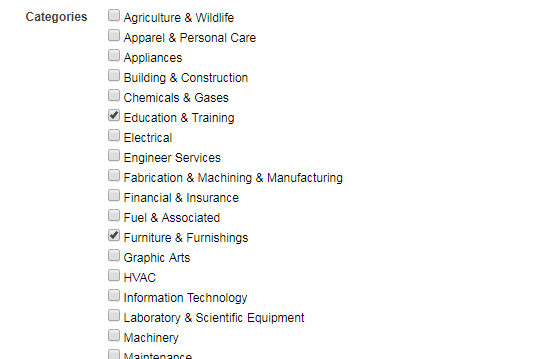 Categories
Agriculture & Wildlife
Apparel & Personal Care
Appliances
Building & Construction
Chemicals & Gases
Education & Training
Electrical
Engineer Services
Fabrication & Machining & Manufacturing
Financial & Insurance
Fuel & Associated
Furniture & Furnishings
Graphic Arts
HVAC
Information Technology
Laboratory & Scientific Equipment
Machinery
Maintenance